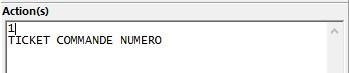 Action(s)
1
TICKET COMMANDE NUMERO